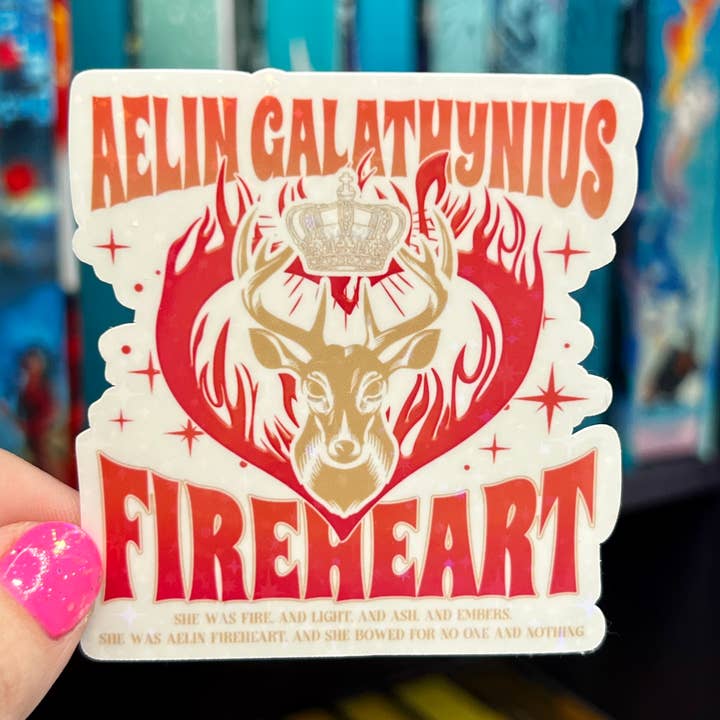 AELIN GALATHYNIUS
FIREHEART
SHE WAS FIRE, AND LIGHT, AND ASH, AND EMBERS.
SHE WAS AELIN FIREHEART, AND SHE BOWED FOR NO ONE AND NOTHING